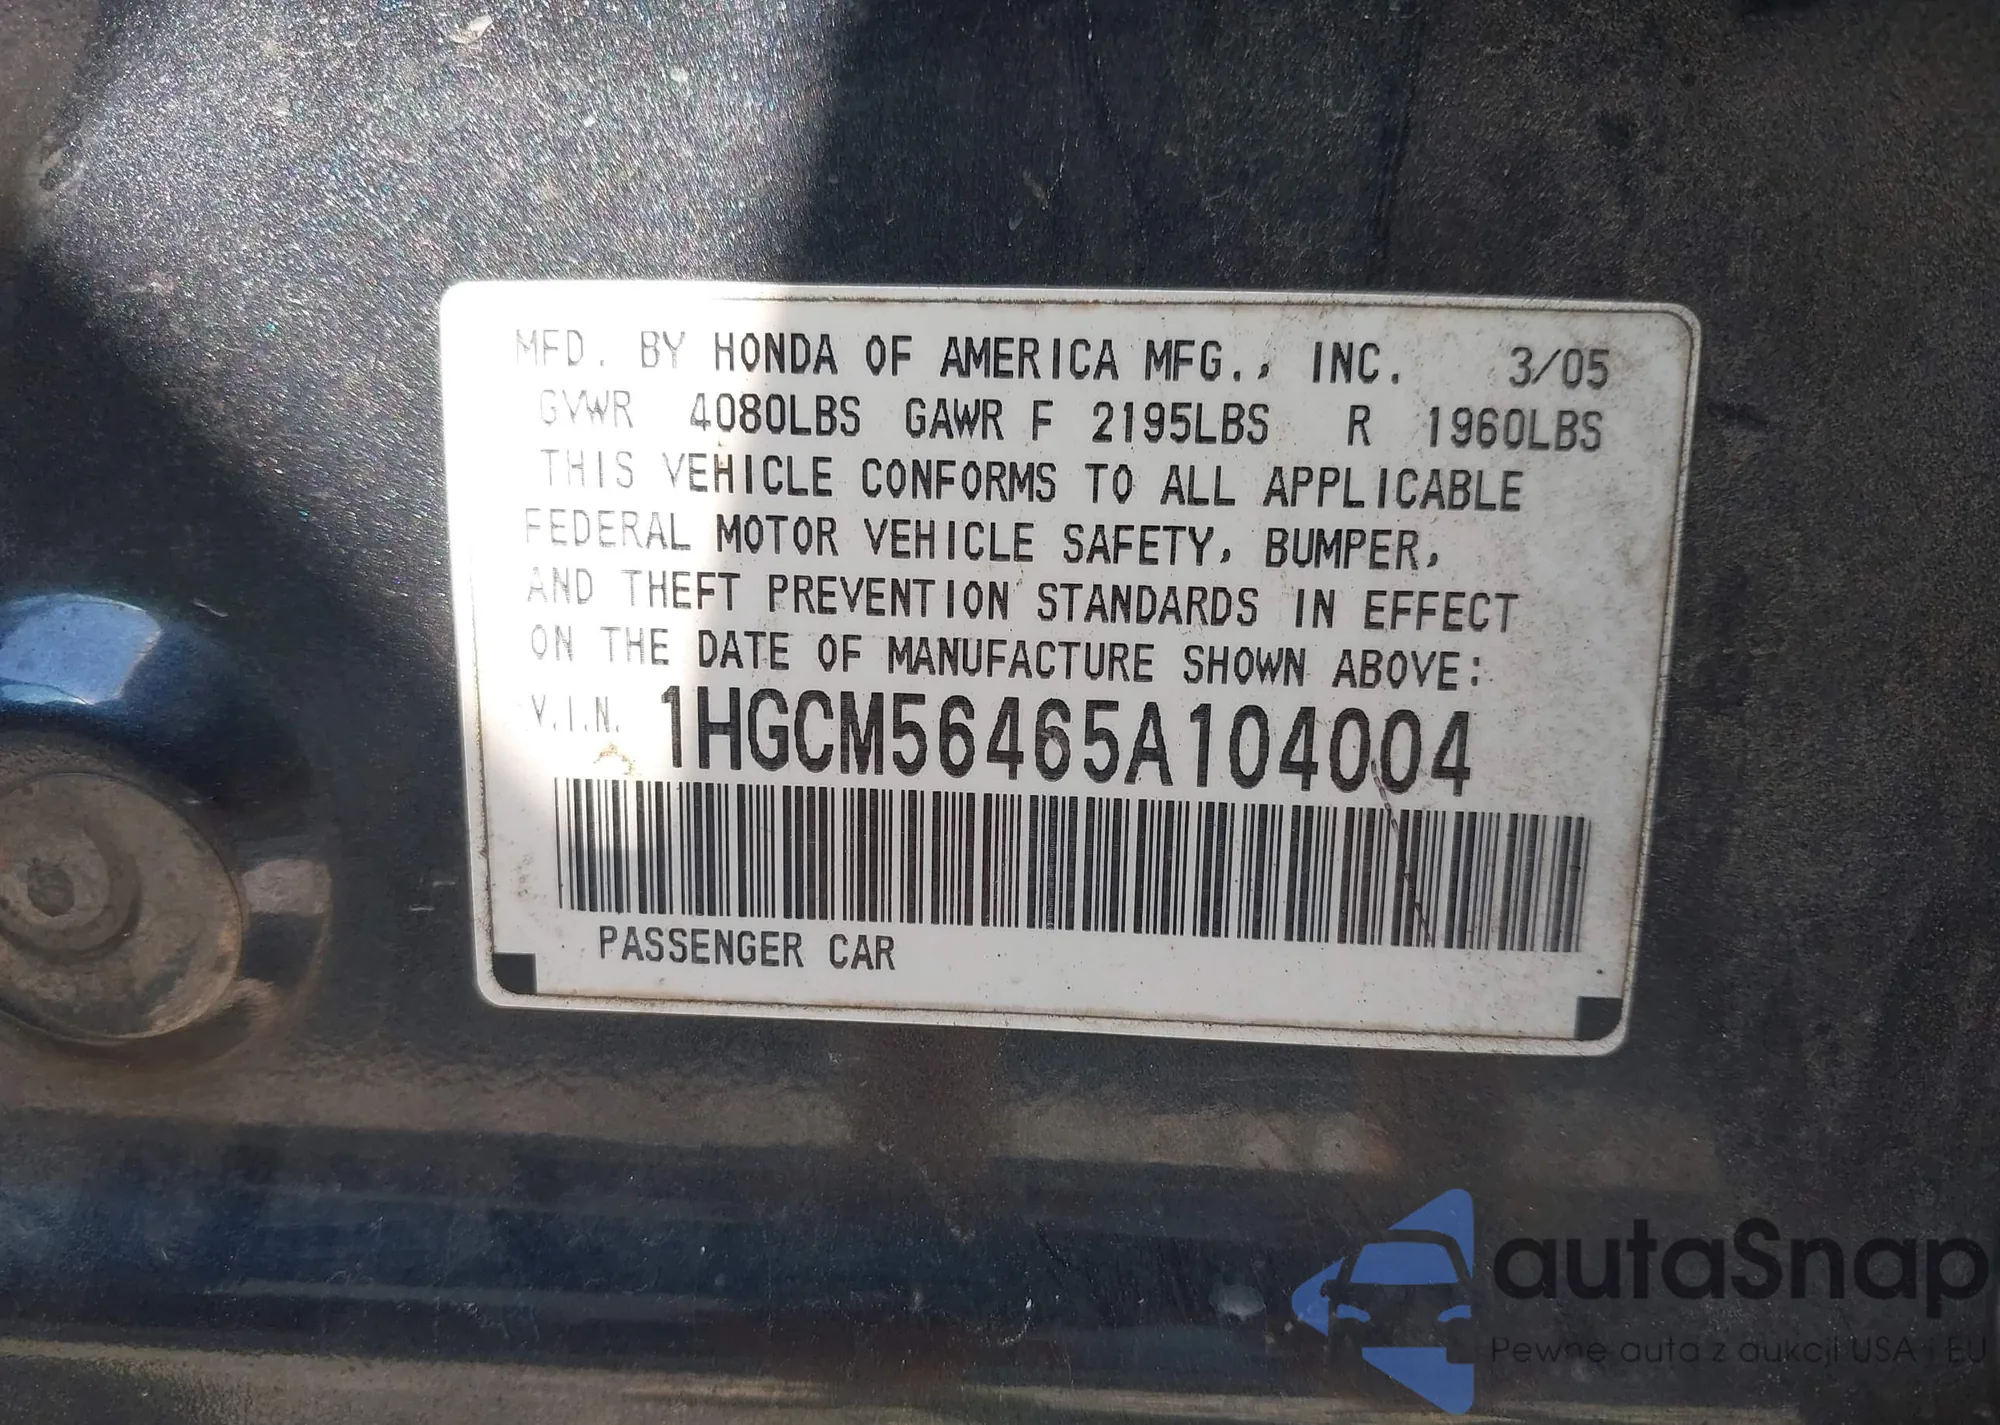 MFD. BY HONDA OF AMERICA MFG., INC. 3/05
GVWR 4080LBS GAWR F 2195LBS R 1960LBS
THIS VEHICLE CONFORMS TO ALL APPLICABLE
FEDERAL MOTOR VEHICLE SAFETY, BUMPER,
AND THEFT PREVENTION STANDARDS IN EFFECT
ON THE DATE OF MANUFACTURE SHOWN ABOVE:
V.I.N. 1HGCM56465A104004
PASSENGER CAR
autaSnap
Pewne auta z aukcji USA i EU